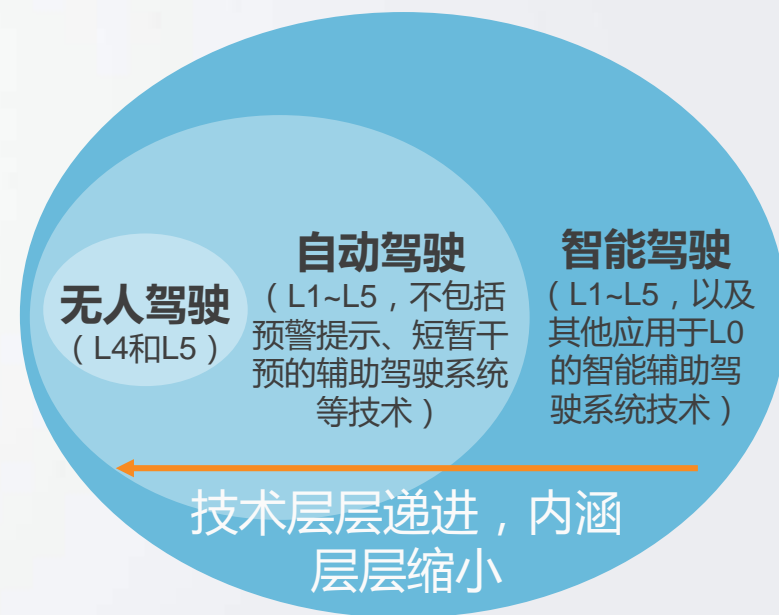 无人驾驶
（L4和L5）
自动驾驶
（L1~L5，不包括
预警提示、短暂干
预的辅助驾驶系统
等技术）
智能驾驶
（L1~L5，以及
其他应用于L0
的智能辅助驾
驶系统技术）
技术层层递进，内涵
层层缩小